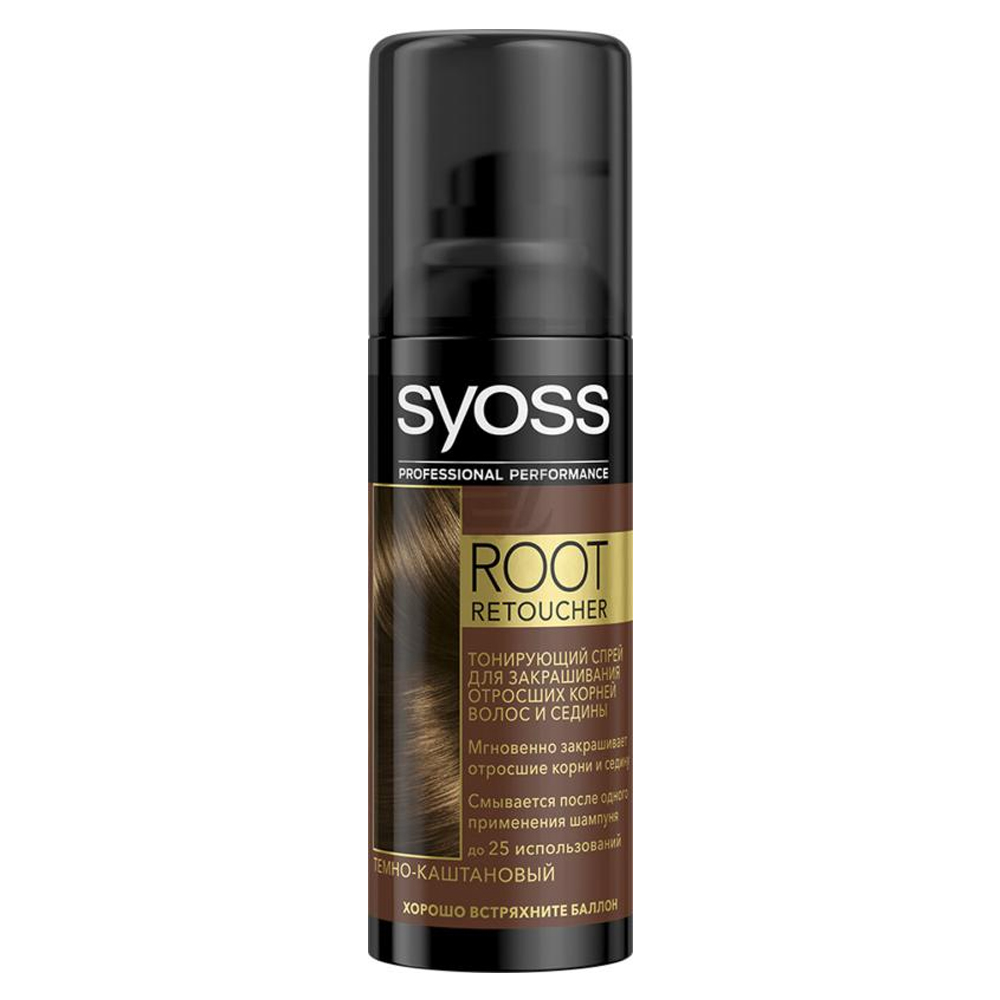 SYOSS
PROFESSIONAL PERFORMANCE
ROOT
RETOUCHER
ТОНИРУЮЩИЙ СПРЕЙ
ДЛЯ ЗАКРАШИВАНИЯ
ОТРОСШИХ КОРНЕЙ
ВОЛОС И СЕДИНЫ
Мгновенно закрашивает
отросшие корни и седину
Смывается после одного
применения шампуня
до 25 использований
ТЕМНО-КАШТАНОВЫЙ
ХОРОШО ВСТРЯХНИТЕ БАЛЛОН